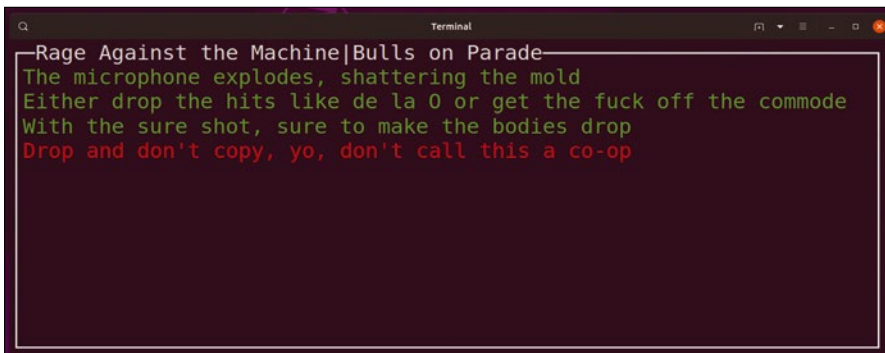 Terminal
Rage Against the Machine|Bulls on Parade
The microphone explodes, shattering the mold
Either drop the hits like de la O or get the fuck off the commode
With the sure shot, sure to make the bodies drop
Drop and don't copy, yo, don't call this a co-op